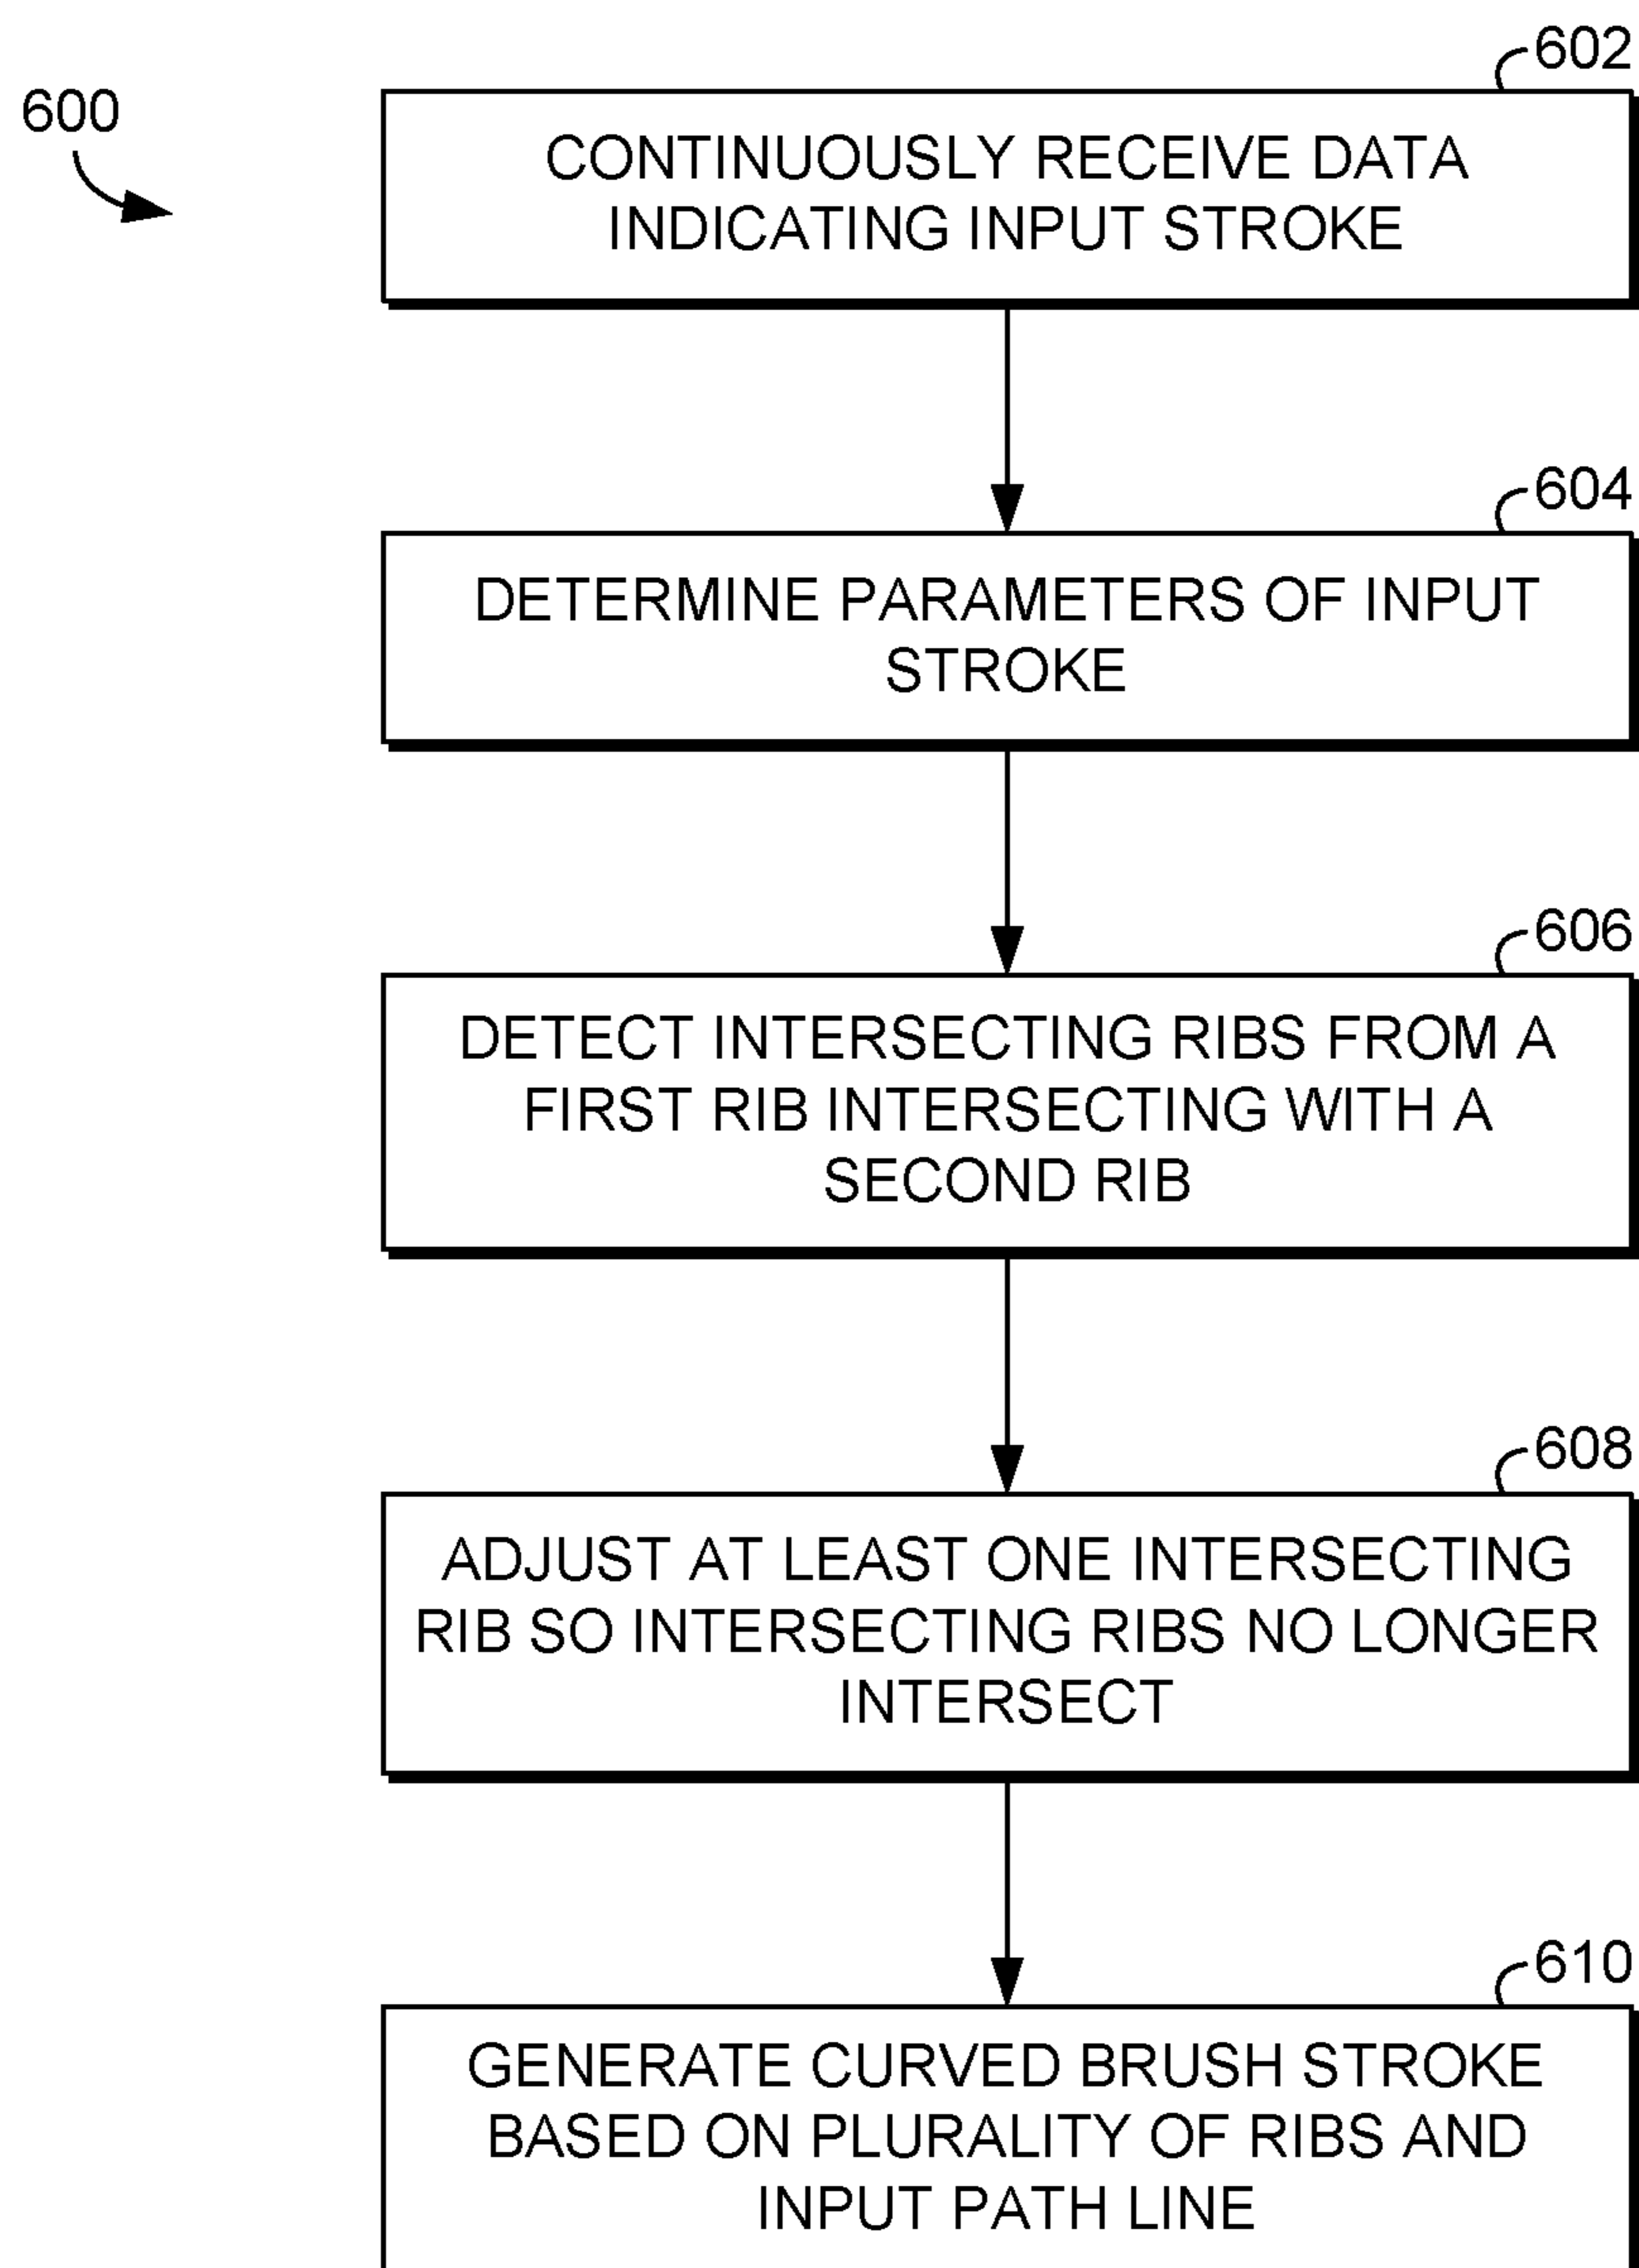 600
602
CONTINUOUSLY RECEIVE DATA
INDICATING INPUT STROKE
604
DETERMINE PARAMETERS OF INPUT
STROKE
606
DETECT INTERSECTING RIBS FROM A
FIRST RIB INTERSECTING WITH A
SECOND RIB
608
ADJUST AT LEAST ONE INTERSECTING
RIB SO INTERSECTING RIBS NO LONGER
INTERSECT
610
GENERATE CURVED BRUSH STROKE
BASED ON PLURALITY OF RIBS AND
INPUT PATH LINE